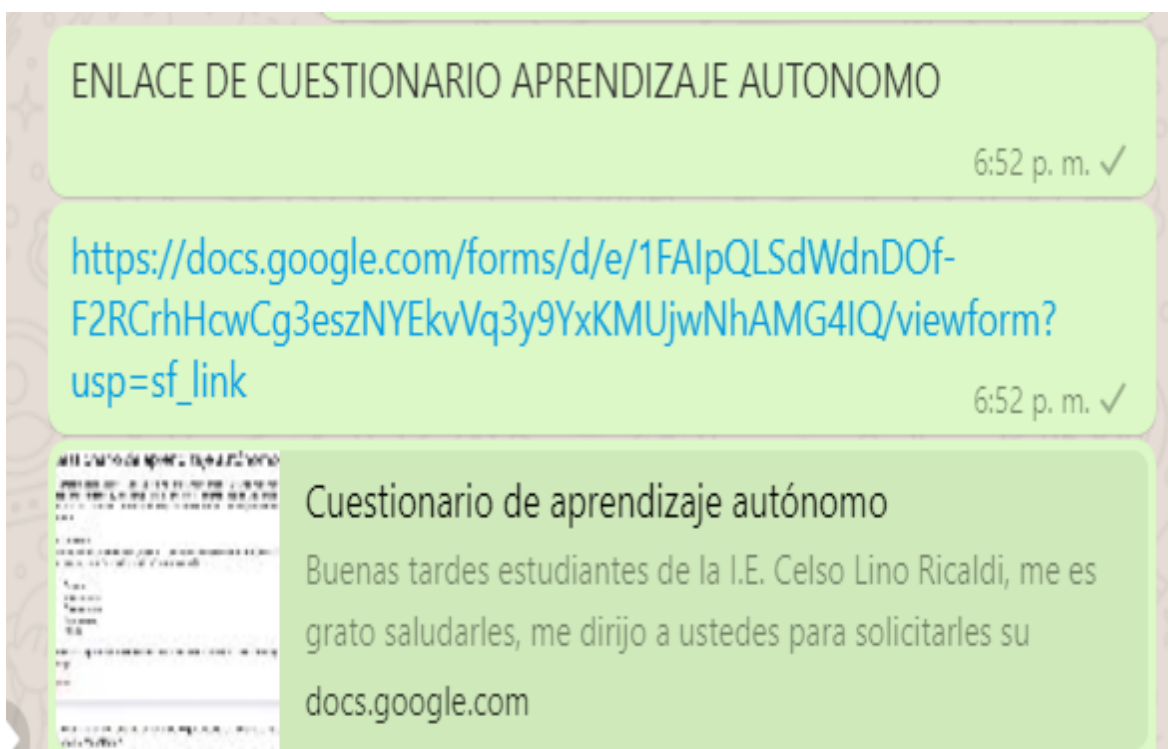 ENLACE DE CUESTIONARIO APRENDIZAJE AUTONOMO
6:52 p. m.
https://docs.google.com/forms/d/e/1FAIpQLSdWdnDOf-
F2RCrhHcwCg3eszNYEkvVq3y9YxKMUjwNhAMG4IQ/viewform?
usp=sf_link
6:52 p. m.
Cuestionario de aprendizaje autónomo
Buenas tardes estudiantes de la I.E. Celso Lino Ricaldi, me es
grato saludarles, me dirijo a ustedes para solicitarles su
docs.google.com